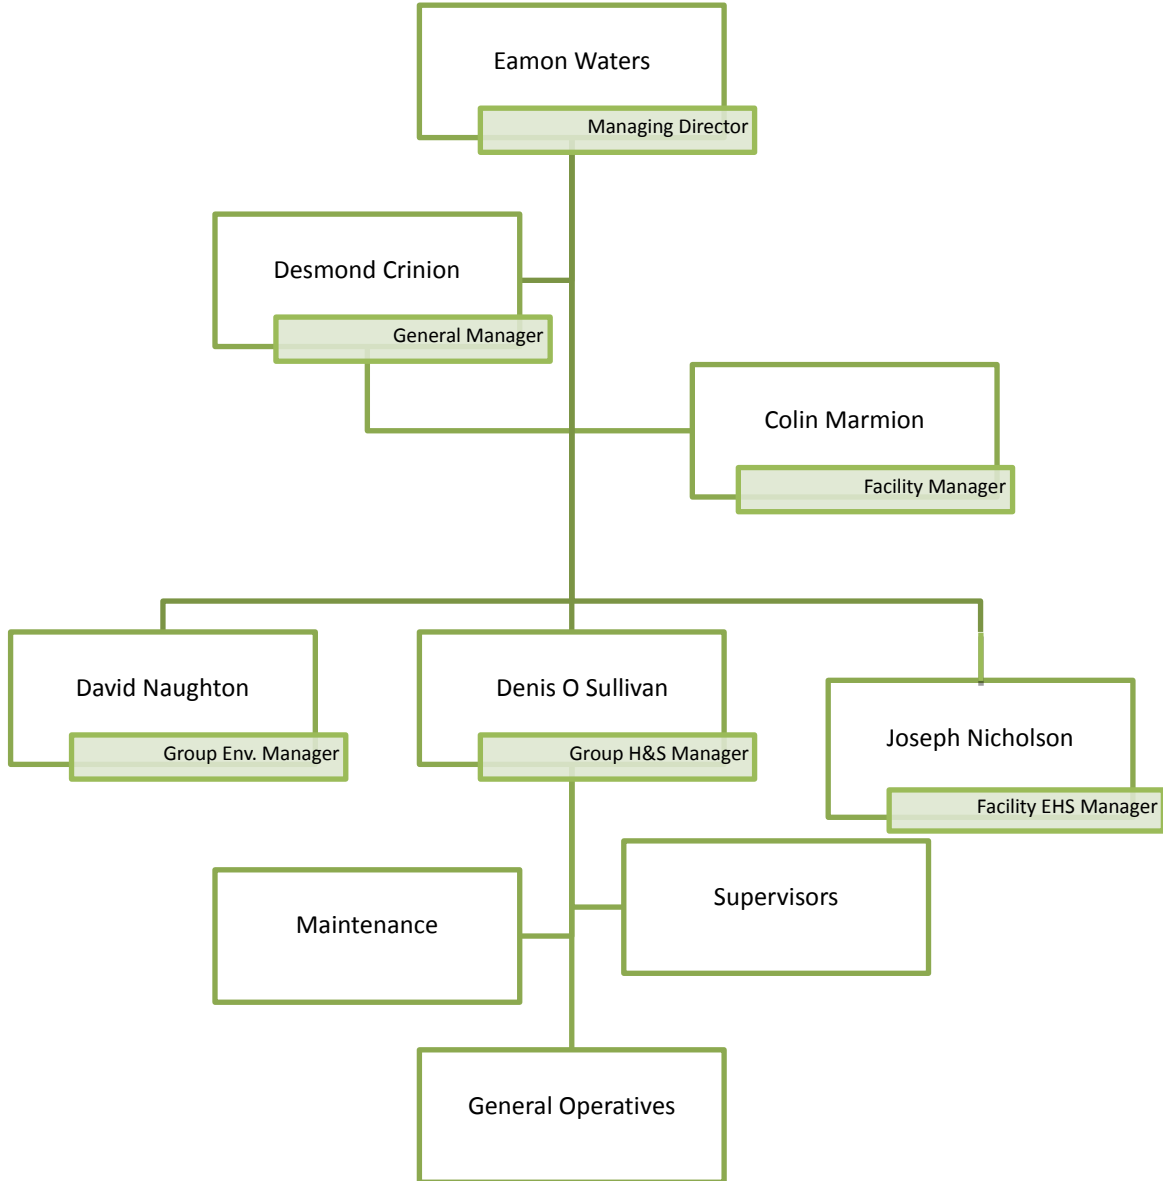 Eamon Waters
Managing Director
Desmond Crinion
General Manager
Colin Marmion
Facility Manager
David Naughton
Group Env. Manager
Denis O Sullivan
Group H&S Manager
Joseph Nicholson
Facility EHS Manager
Supervisors
Maintenance
General Operatives